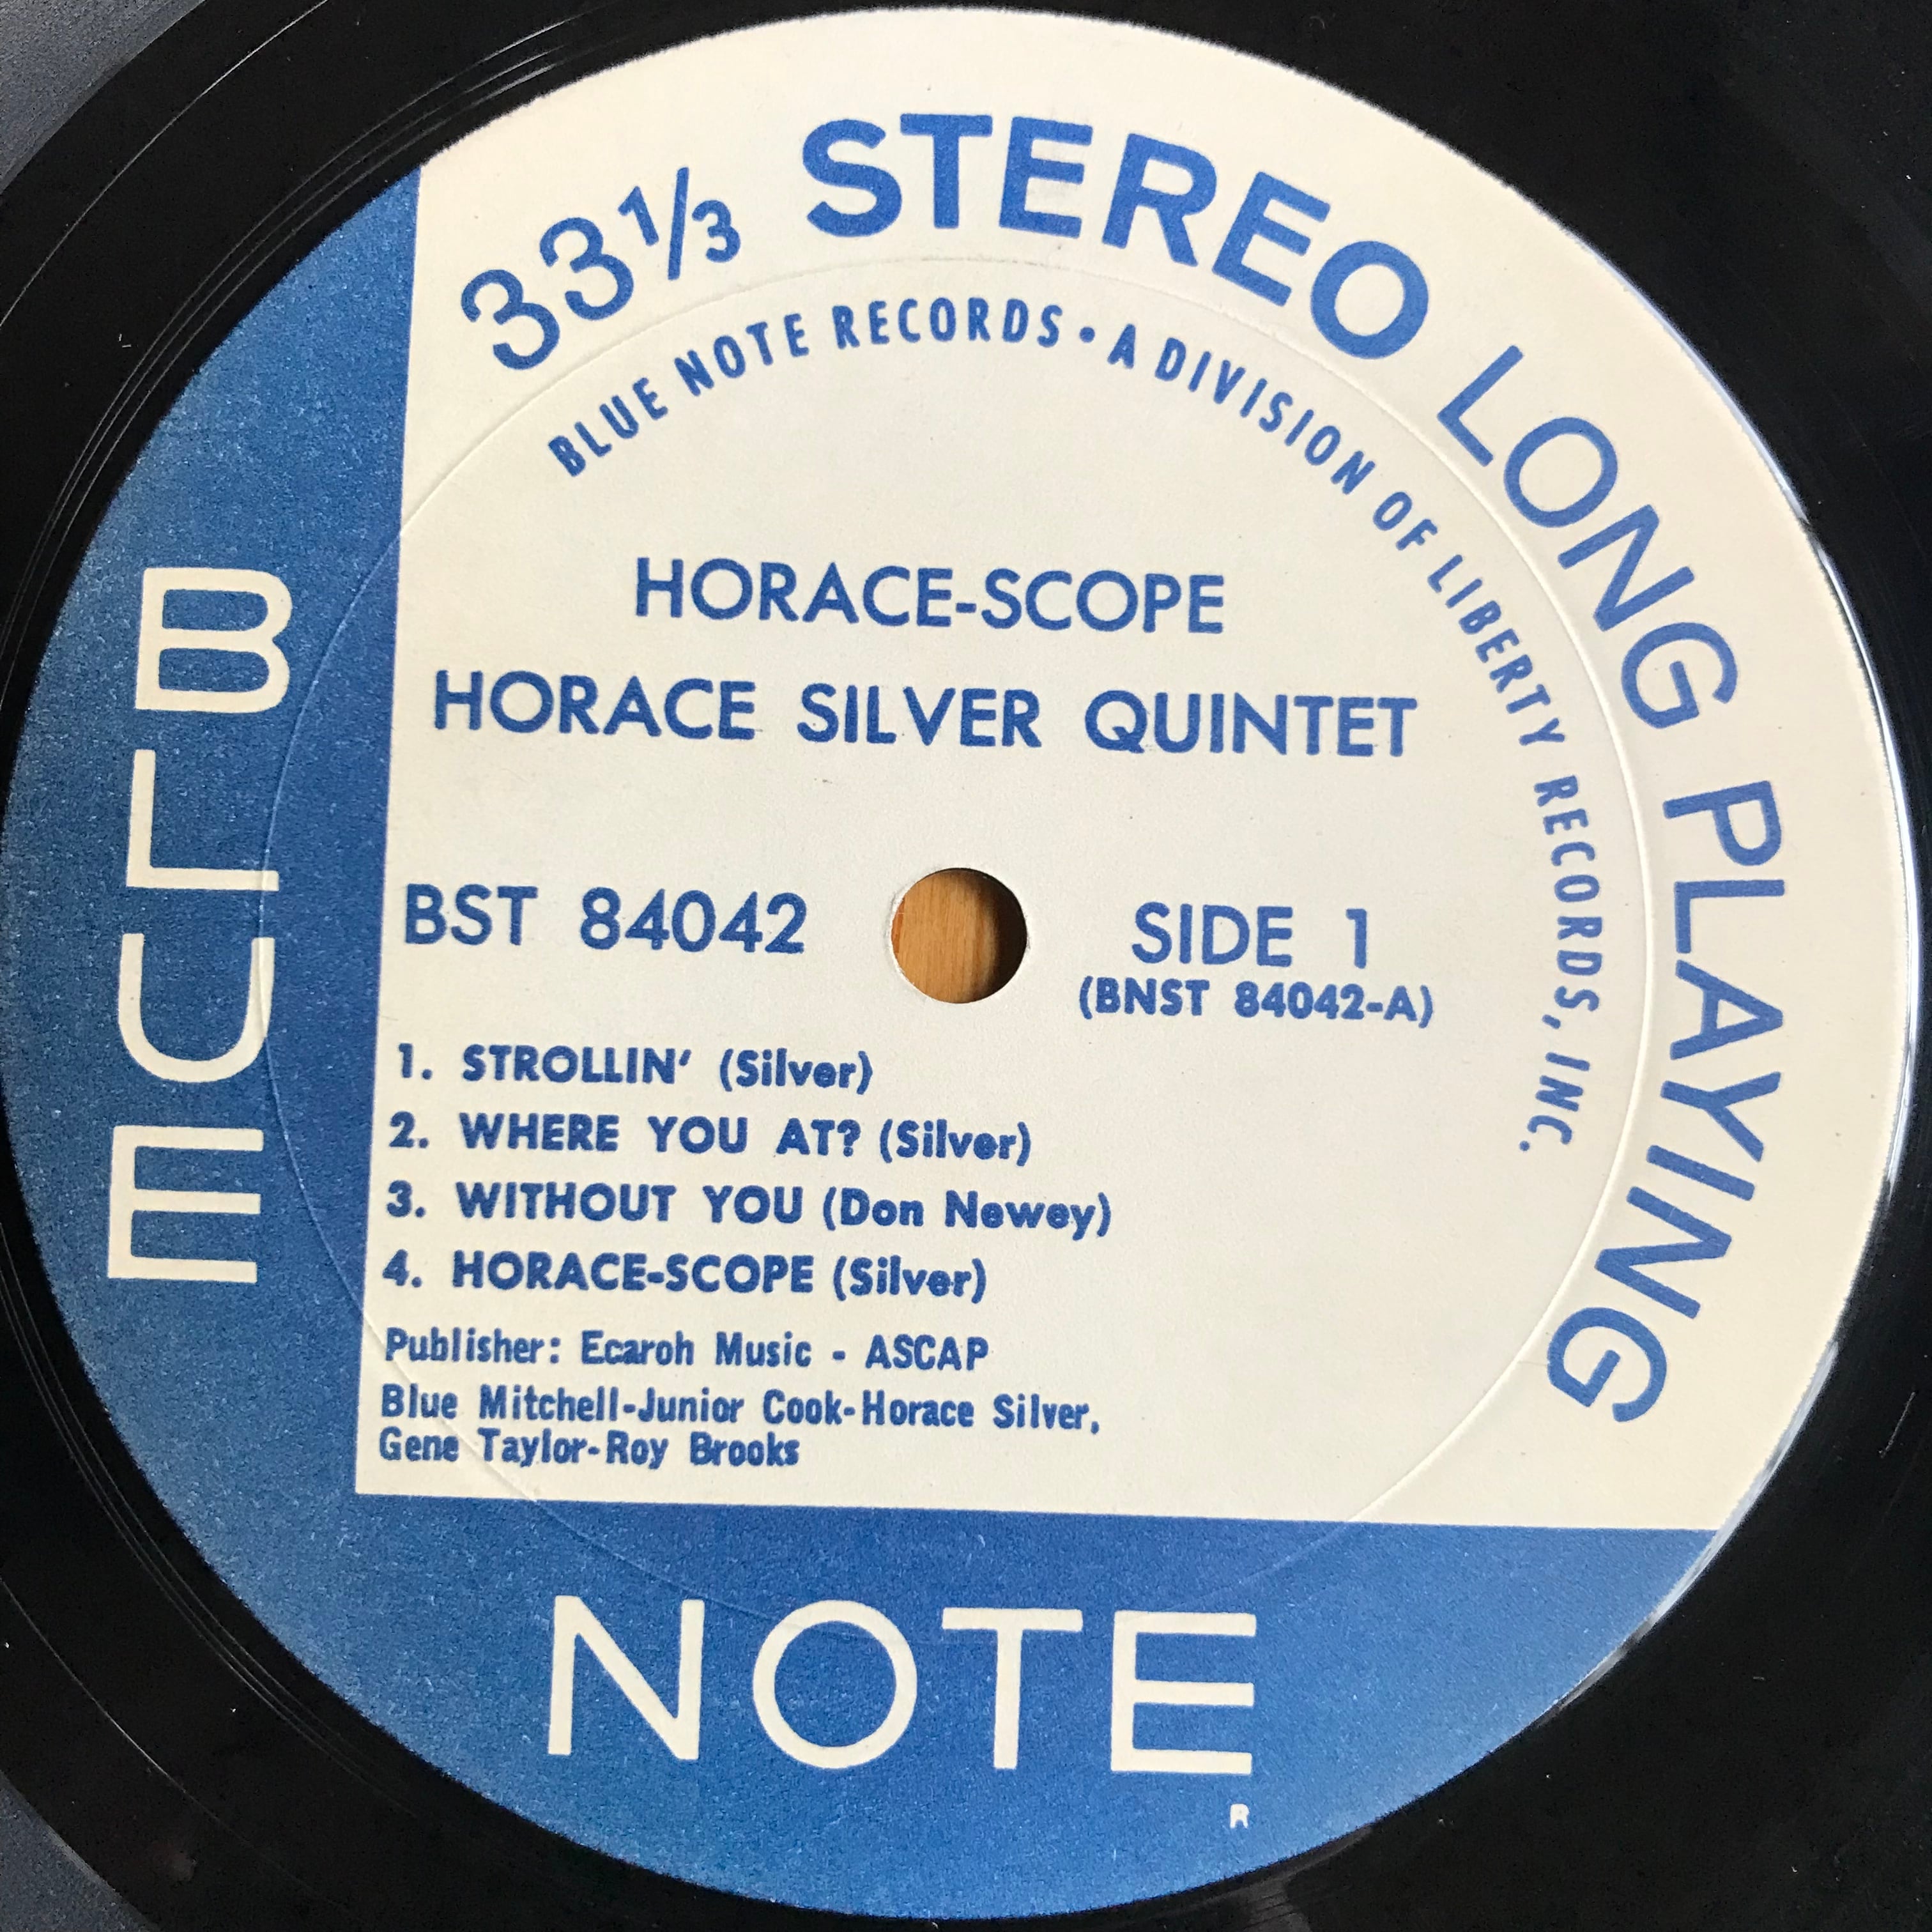 33⅓ STEREO LONG PLAYING
BLUE NOTE RECORDS • A DIVISION OF LIBERTY RECORDS, INC.
HORACE-SCOPE
HORACE SILVER QUINTET
BST 84042
SIDE 1
(BNST 84042-A)
1. STROLLIN' (Silver)
2. WHERE YOU AT? (Silver)
3. WITHOUT YOU (Don Newey)
4. HORACE-SCOPE (Silver)
Publisher: Ecaroh Music - ASCAP
Blue Mitchell-Junior Cook-Horace Silver,
Gene Taylor-Roy Brooks
BLUE
NOTE
R